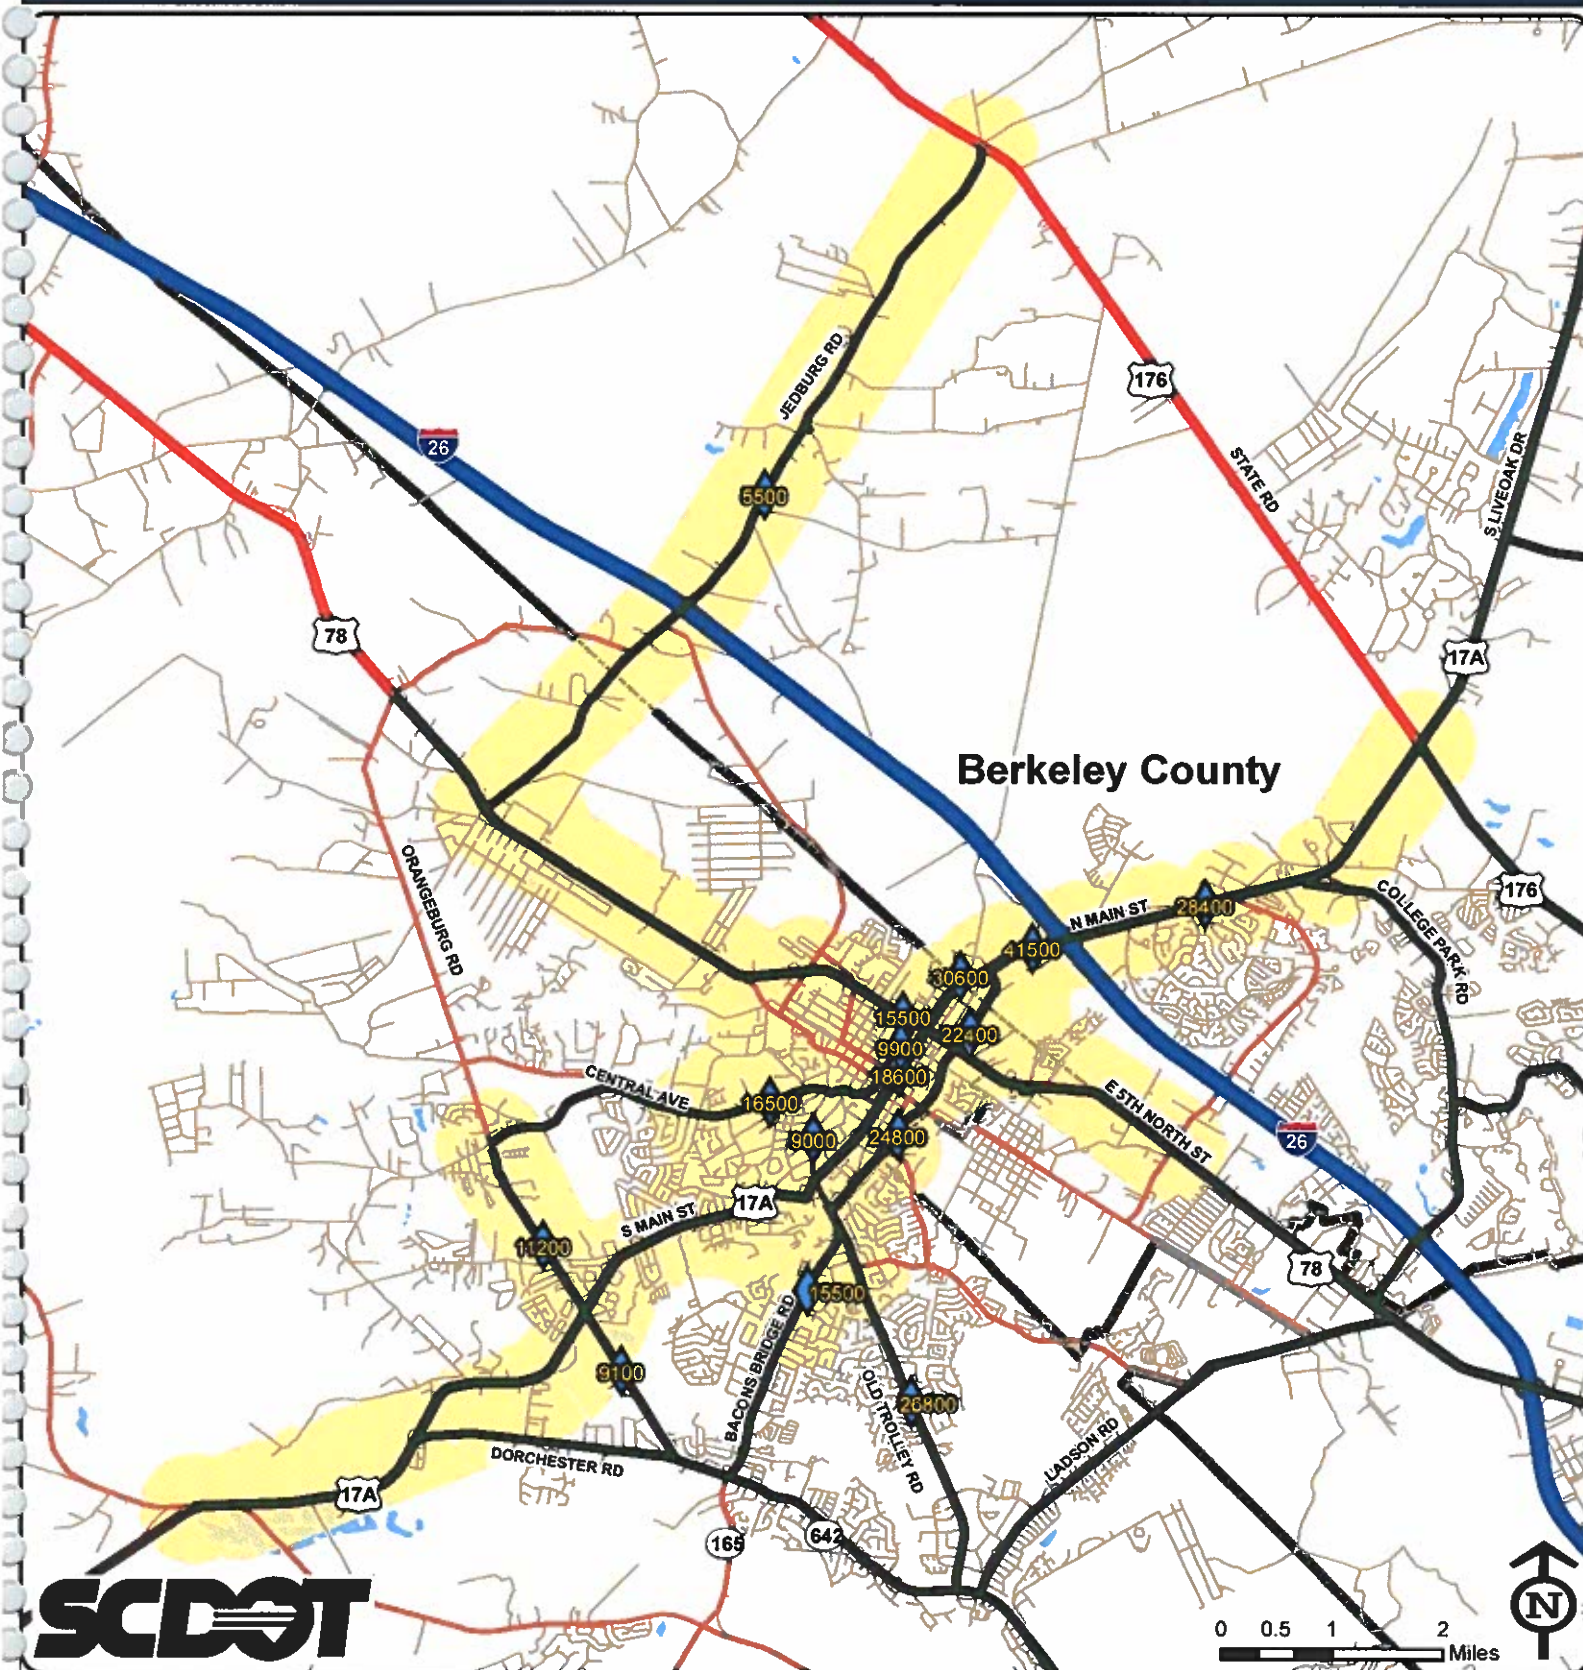 JEDBURG RD
176
26
STATE RD
S LIVEOAK DR
5500
78
17A
Berkeley County
ORANGEBURG RD
176
COLLEGE PARK RD
28400
N MAIN ST
41500
30600
15500
22400
9900
18600
CENTRAL AVE
16500
E 5TH NORTH ST
26
9000
24800
17A
S MAIN ST
11200
78
15500
BACONS BRIDGE RD
9100
OLD TROLLEY RD
26800
LADSON RD
DORCHESTER RD
17A
165
642
SCDOT
0 0.5 1 2
Miles
N